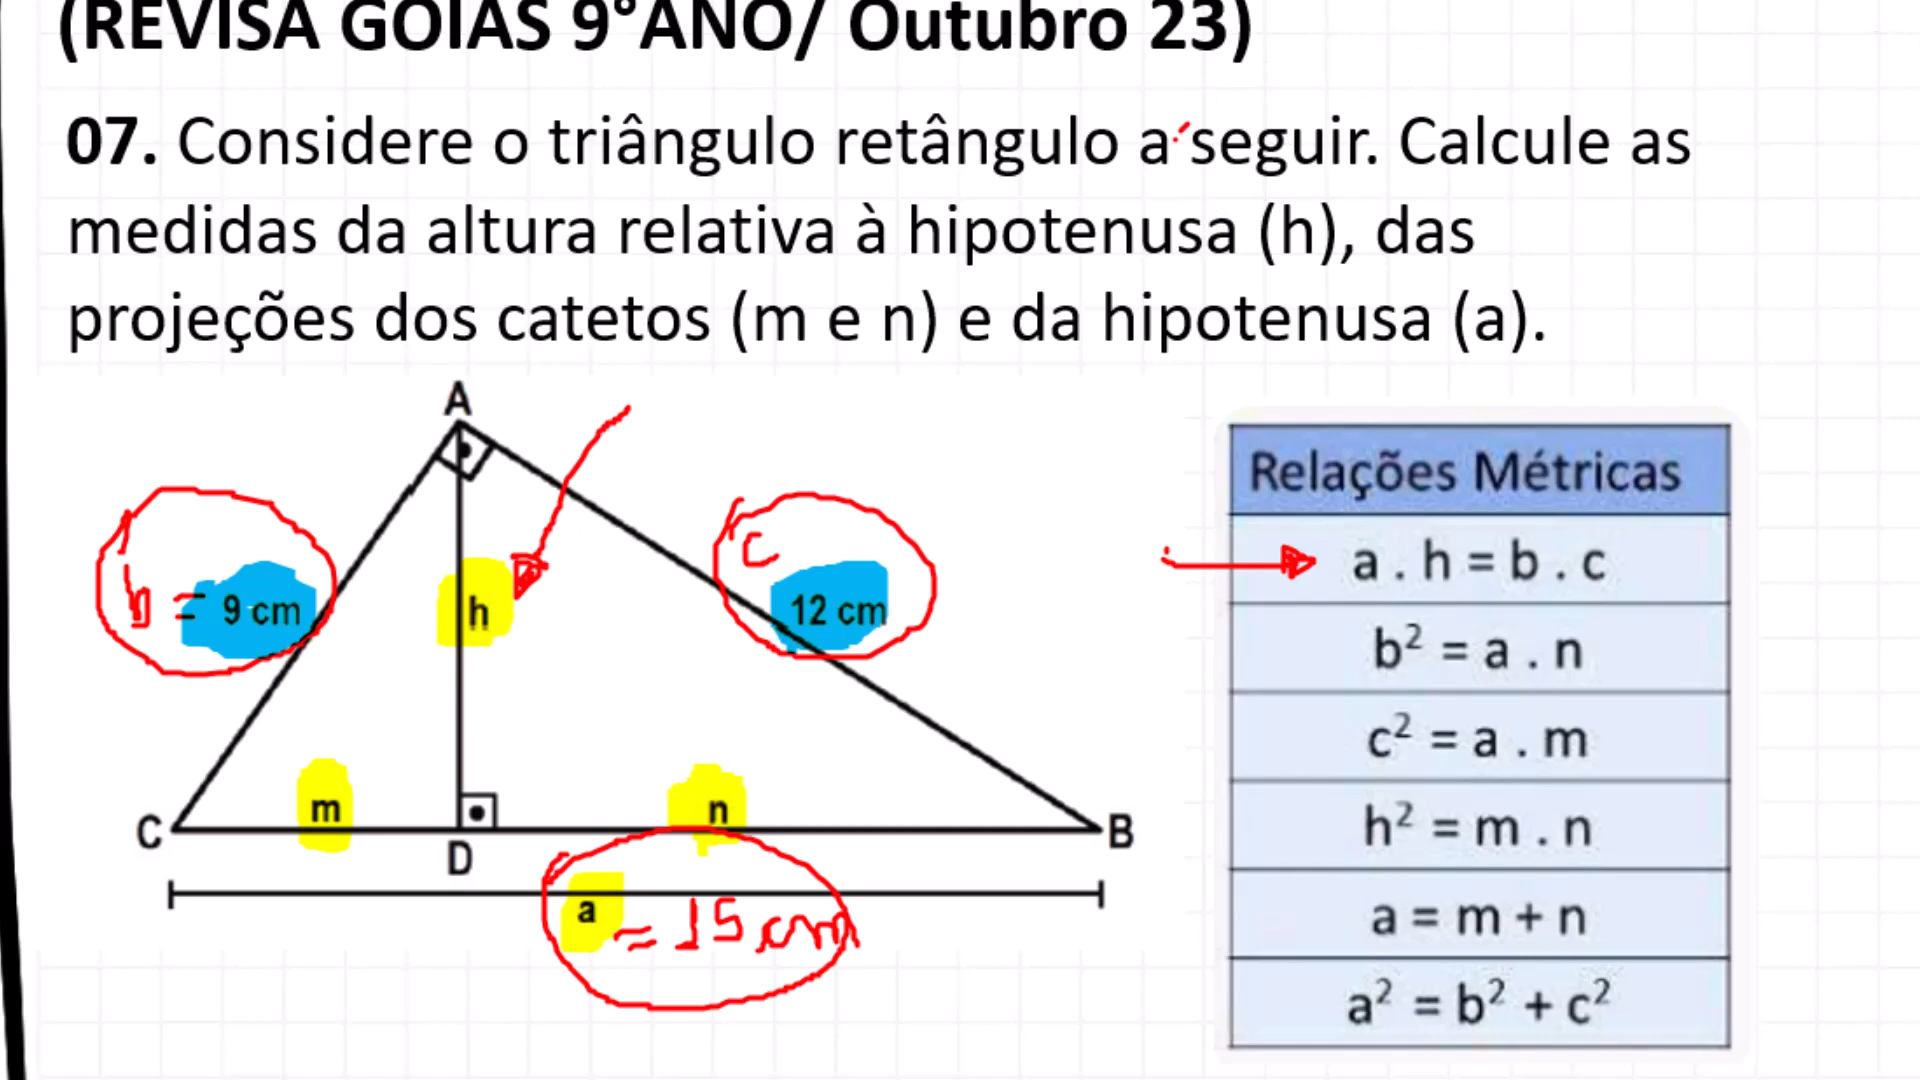 (REVISA GOIÁS 9°ANO/ Outubro 23)
07. Considere o triângulo retângulo a seguir. Calcule as
medidas da altura relativa à hipotenusa (h), das
projeções dos catetos (m e n) e da hipotenusa (a).
A
b = 9 cm
h
c
12 cm
m
n
C
D
B
a = 15 cm
Relações Métricas
a . h = b . c
b² = a . n
c² = a . m
h² = m . n
a = m + n
a² = b² + c²